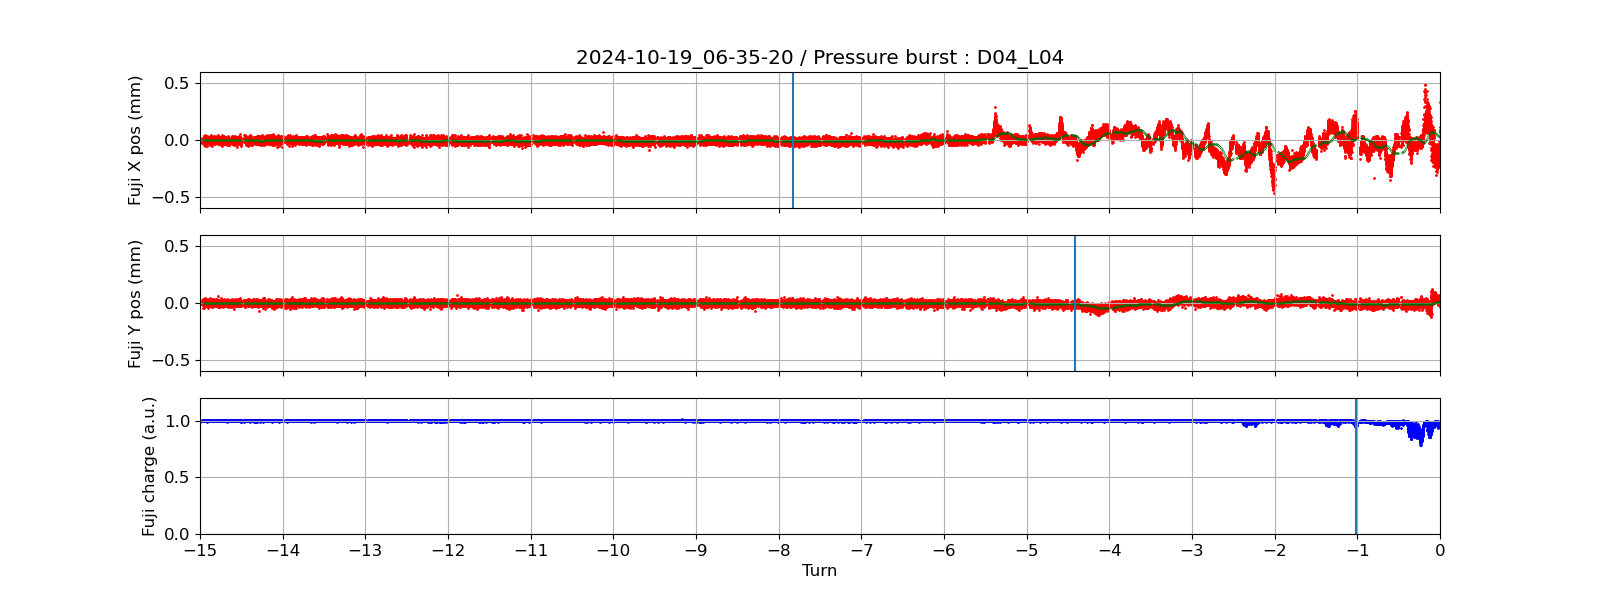 2024-10-19_06-35-20 / Pressure burst : D04_L04
Fuji X pos (mm)
0.5
0.0
−0.5
Fuji Y pos (mm)
0.5
0.0
−0.5
Fuji charge (a.u.)
1.0
0.5
0.0
−15 −14 −13 −12 −11 −10 −9 −8 −7 −6 −5 −4 −3 −2 −1 0
Turn